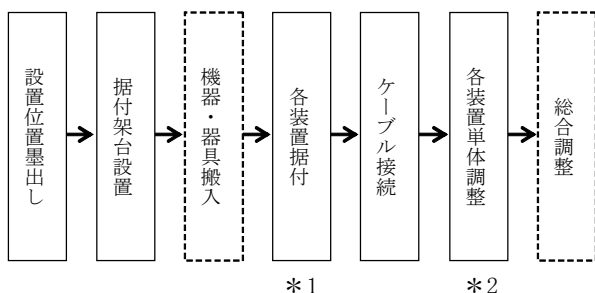 設置位置墨出し
据付架台設置
機器・器具搬入
各装置据付
ケーブル接続
各装置単体調整
総合調整
＊1
＊2